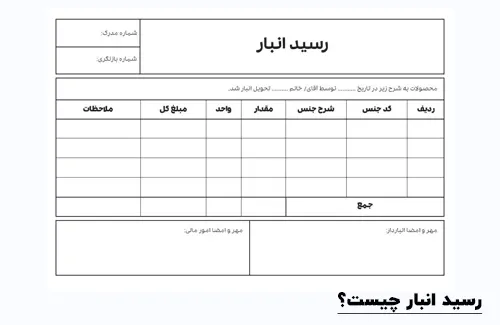 رسید انبار
شماره مدرک:
شماره بازنگری:
محصولات به شرح زیر در تاریخ .......... توسط آقای/ خانم ......... تحویل انبار شد.
ردیف کد جنس شرح جنس مقدار واحد مبلغ کل ملاحظات
جمع
مهر و امضا انباردار: مهر و امضا امور مالی:
رسید انبار چیست؟